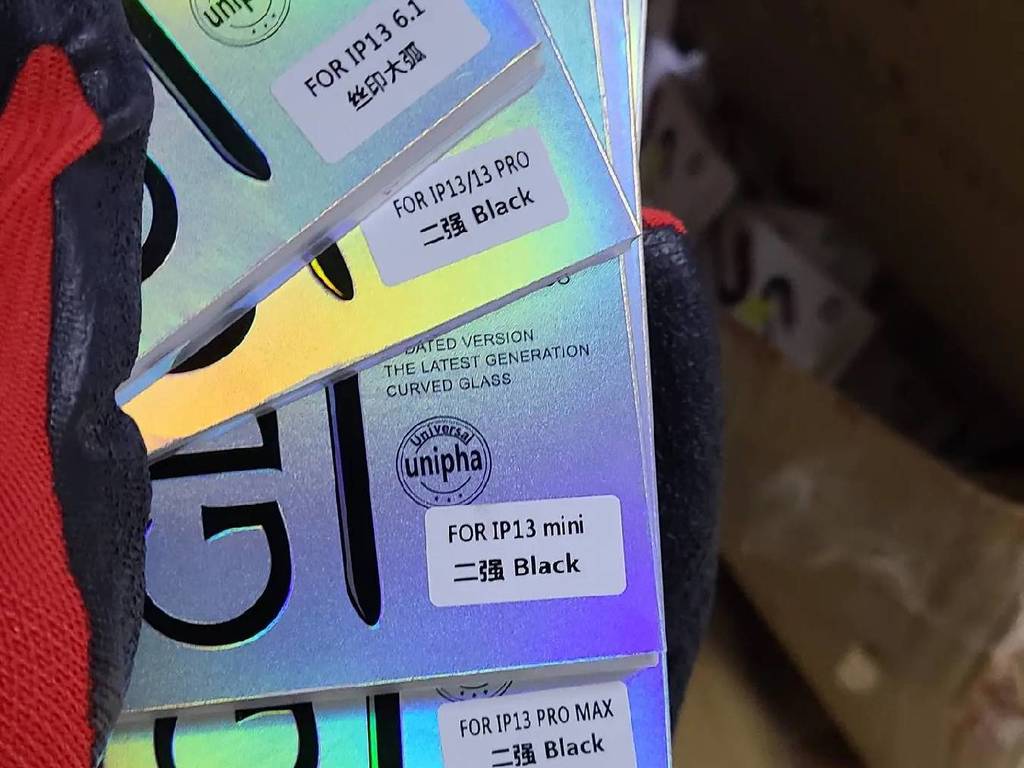 unipha
FOR IP13 6.1
丝印大弧
FOR IP13/13 PRO
二强 Black
DATED VERSION
THE LATEST GENERATION
CURVED GLASS
Universal
unipha
FOR IP13 mini
二强 Black
GL
FOR IP13 PRO MAX
二强 Black
G